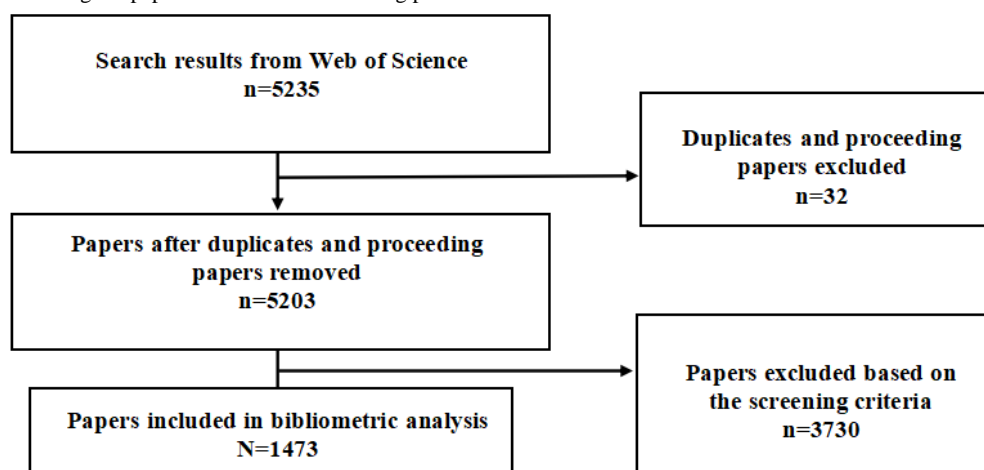 Search results from Web of Science
n=5235
Duplicates and proceeding
papers excluded
n=32
Papers after duplicates and proceeding
papers removed
n=5203
Papers excluded based on
the screening criteria
n=3730
Papers included in bibliometric analysis
N=1473